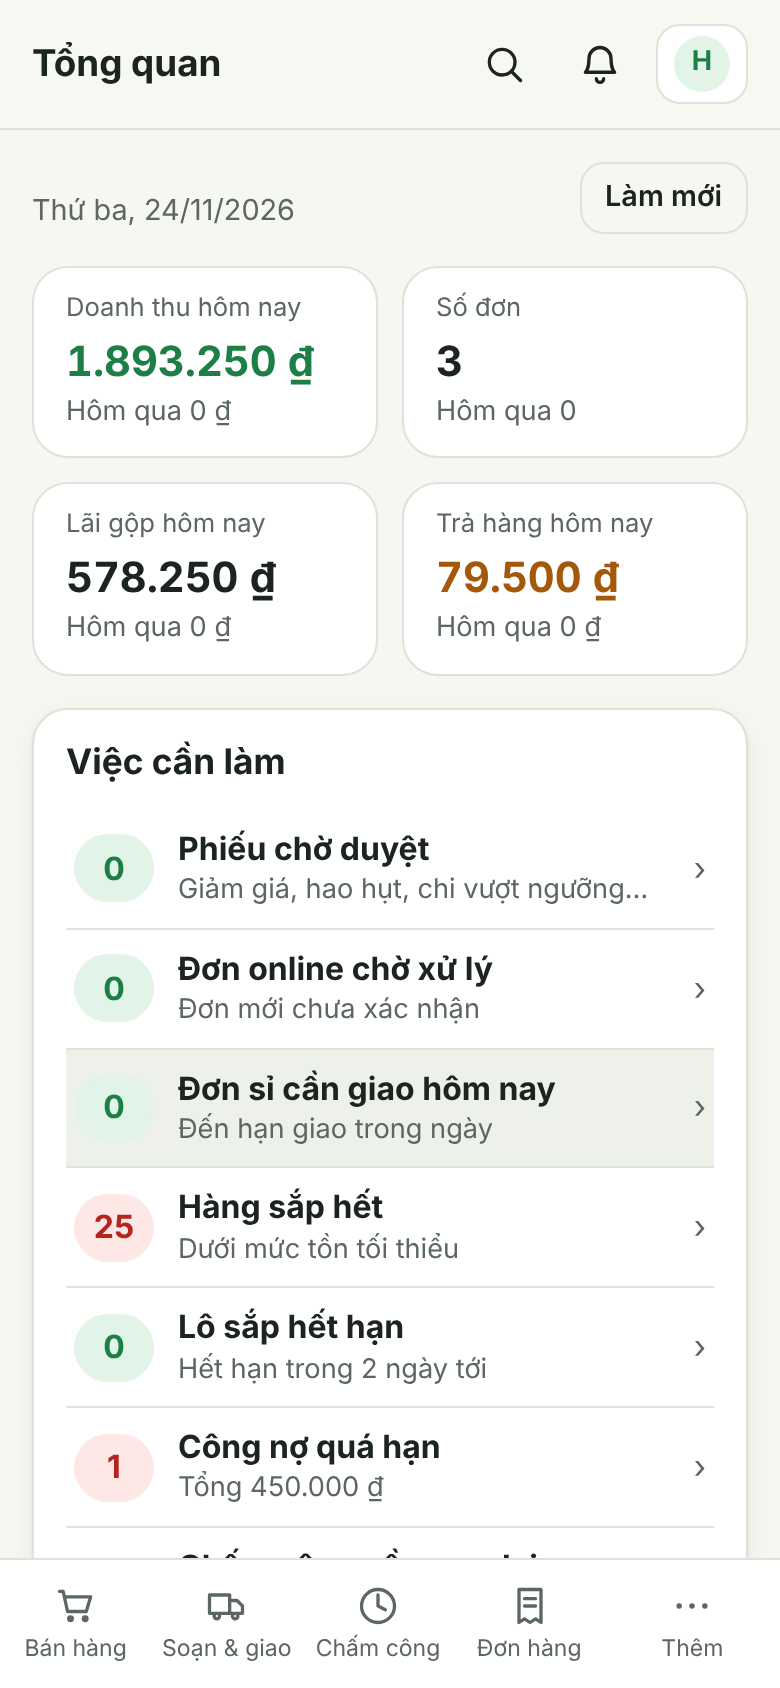 Tổng quan
H
Thứ ba, 24/11/2026
Làm mới
Doanh thu hôm nay
1.893.250 ₫
Hôm qua 0 ₫
Số đơn
3
Hôm qua 0
Lãi gộp hôm nay
578.250 ₫
Hôm qua 0 ₫
Trả hàng hôm nay
79.500 ₫
Hôm qua 0 ₫
Việc cần làm
0
Phiếu chờ duyệt
Giảm giá, hao hụt, chi vượt ngưỡng...
0
Đơn online chờ xử lý
Đơn mới chưa xác nhận
0
Đơn sỉ cần giao hôm nay
Đến hạn giao trong ngày
25
Hàng sắp hết
Dưới mức tồn tối thiểu
0
Lô sắp hết hạn
Hết hạn trong 2 ngày tới
1
Công nợ quá hạn
Tổng 450.000 ₫
Bán hàng
Soạn & giao
Chấm công
Đơn hàng
Thêm